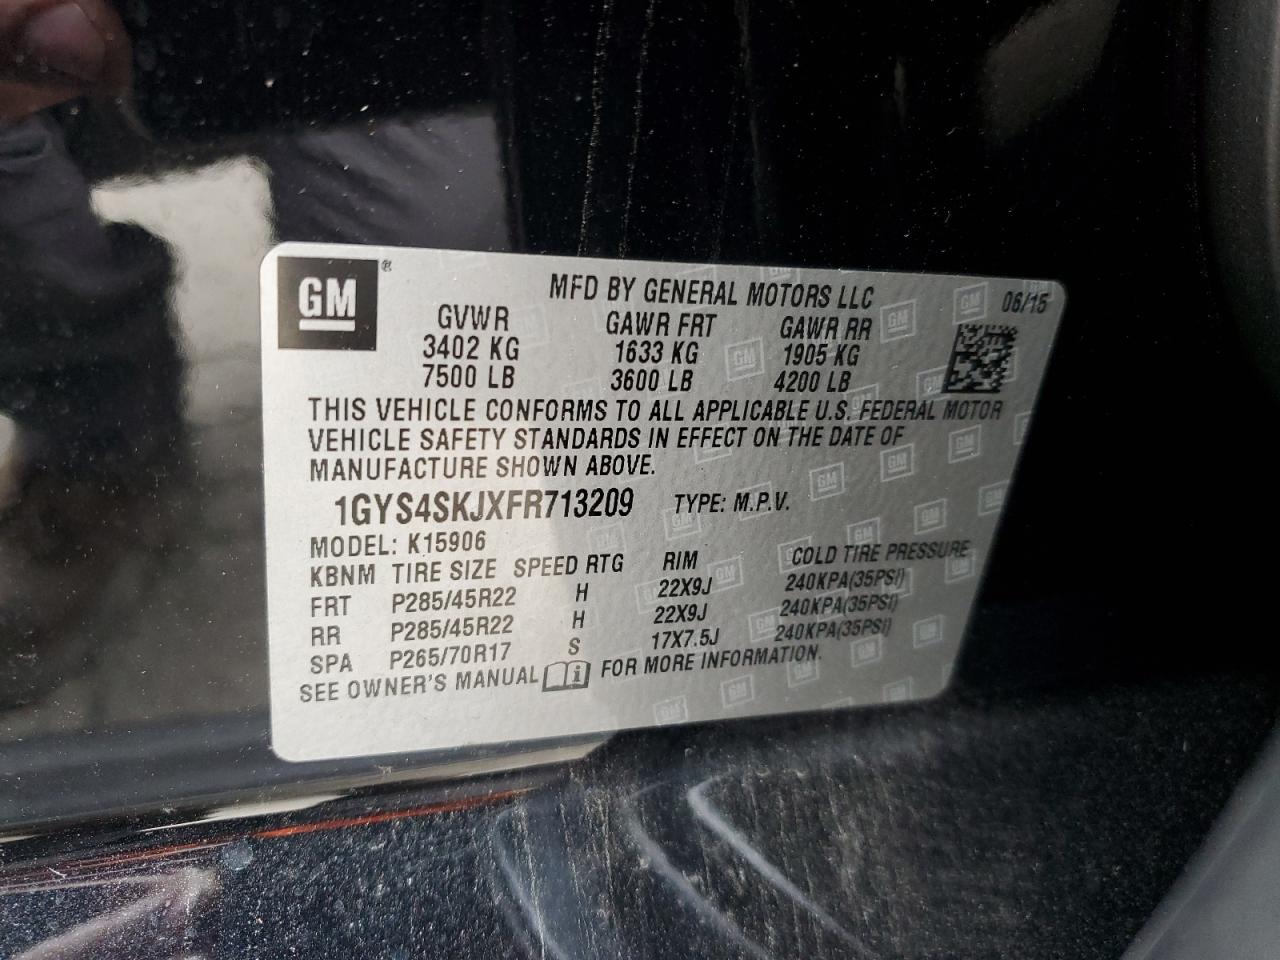 GM ®
MFD BY GENERAL MOTORS LLC 06/15
GVWR GAWR FRT GAWR RR
3402 KG 1633 KG 1905 KG
7500 LB 3600 LB 4200 LB
THIS VEHICLE CONFORMS TO ALL APPLICABLE U.S. FEDERAL MOTOR
VEHICLE SAFETY STANDARDS IN EFFECT ON THE DATE OF
MANUFACTURE SHOWN ABOVE.
1GYS4SKJXFR713209 TYPE: M.P.V.
MODEL: K15906
KBNM TIRE SIZE SPEED RTG RIM COLD TIRE PRESSURE
FRT P285/45R22 H 22X9J 240KPA(35PSI)
RR P285/45R22 H 22X9J 240KPA(35PSI)
SPA P265/70R17 S 17X7.5J 240KPA(35PSI)
SEE OWNER'S MANUAL i FOR MORE INFORMATION.